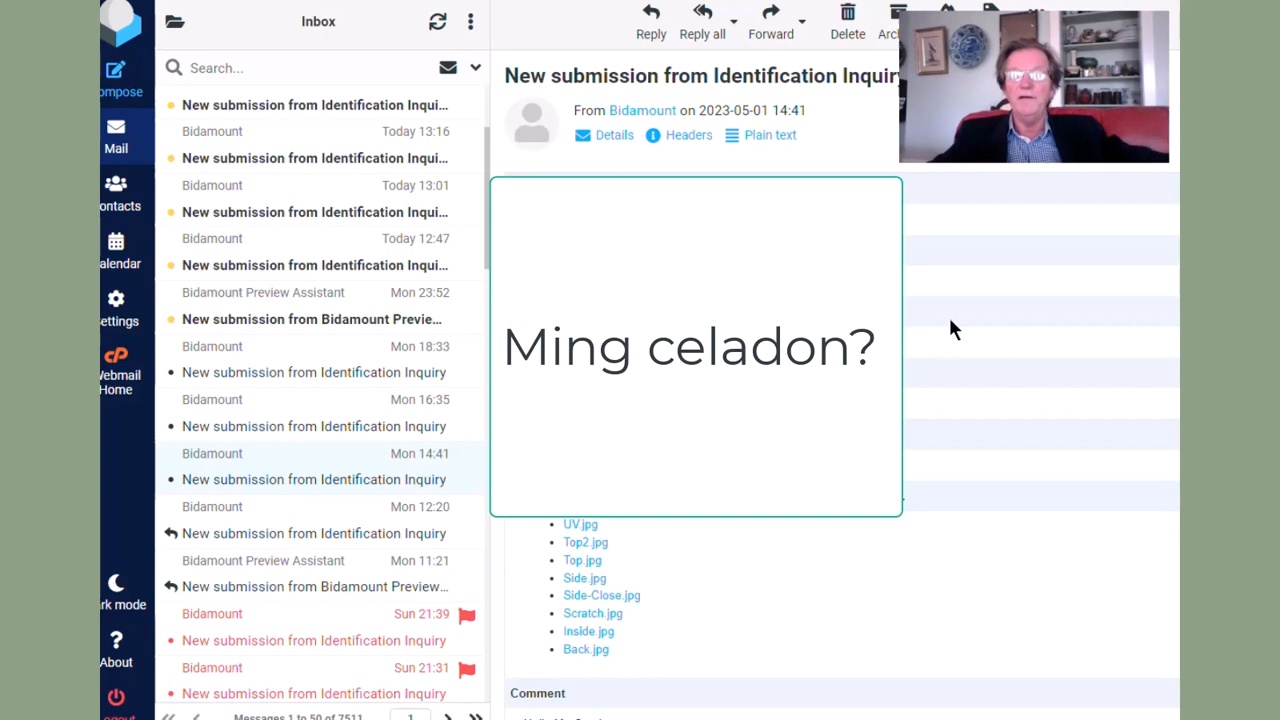 Inbox
Reply
Reply all
Forward
Delete
Arc
ompose
Search...
New submission from Identification Inquiry
New submission from Identification Inqui...
From Bidamount on 2023-05-01 14:41
Mail
Bidamount Today 13:16
Details Headers Plain text
New submission from Identification Inqui...
ontacts
Bidamount Today 13:01
New submission from Identification Inqui...
alendar
Bidamount Today 12:47
New submission from Identification Inqui...
ettings
Bidamount Preview Assistant Mon 23:52
New submission from Bidamount Previe...
Ming celadon?
Webmail
Home
Bidamount Mon 18:33
New submission from Identification Inquiry
Bidamount Mon 16:35
New submission from Identification Inquiry
Bidamount Mon 14:41
New submission from Identification Inquiry
Bidamount Mon 12:20
New submission from Identification Inquiry
Bidamount Preview Assistant Mon 11:21
New submission from Bidamount Preview...
rk mode
Bidamount Sun 21:39
New submission from Identification Inquiry
About
Bidamount Sun 21:31
New submission from Identification Inquiry
ogout
Messages 1 to 50 of 7511
1
UV.jpg
Top2.jpg
Top.jpg
Side.jpg
Side-Close.jpg
Scratch.jpg
Inside.jpg
Back.jpg
Comment